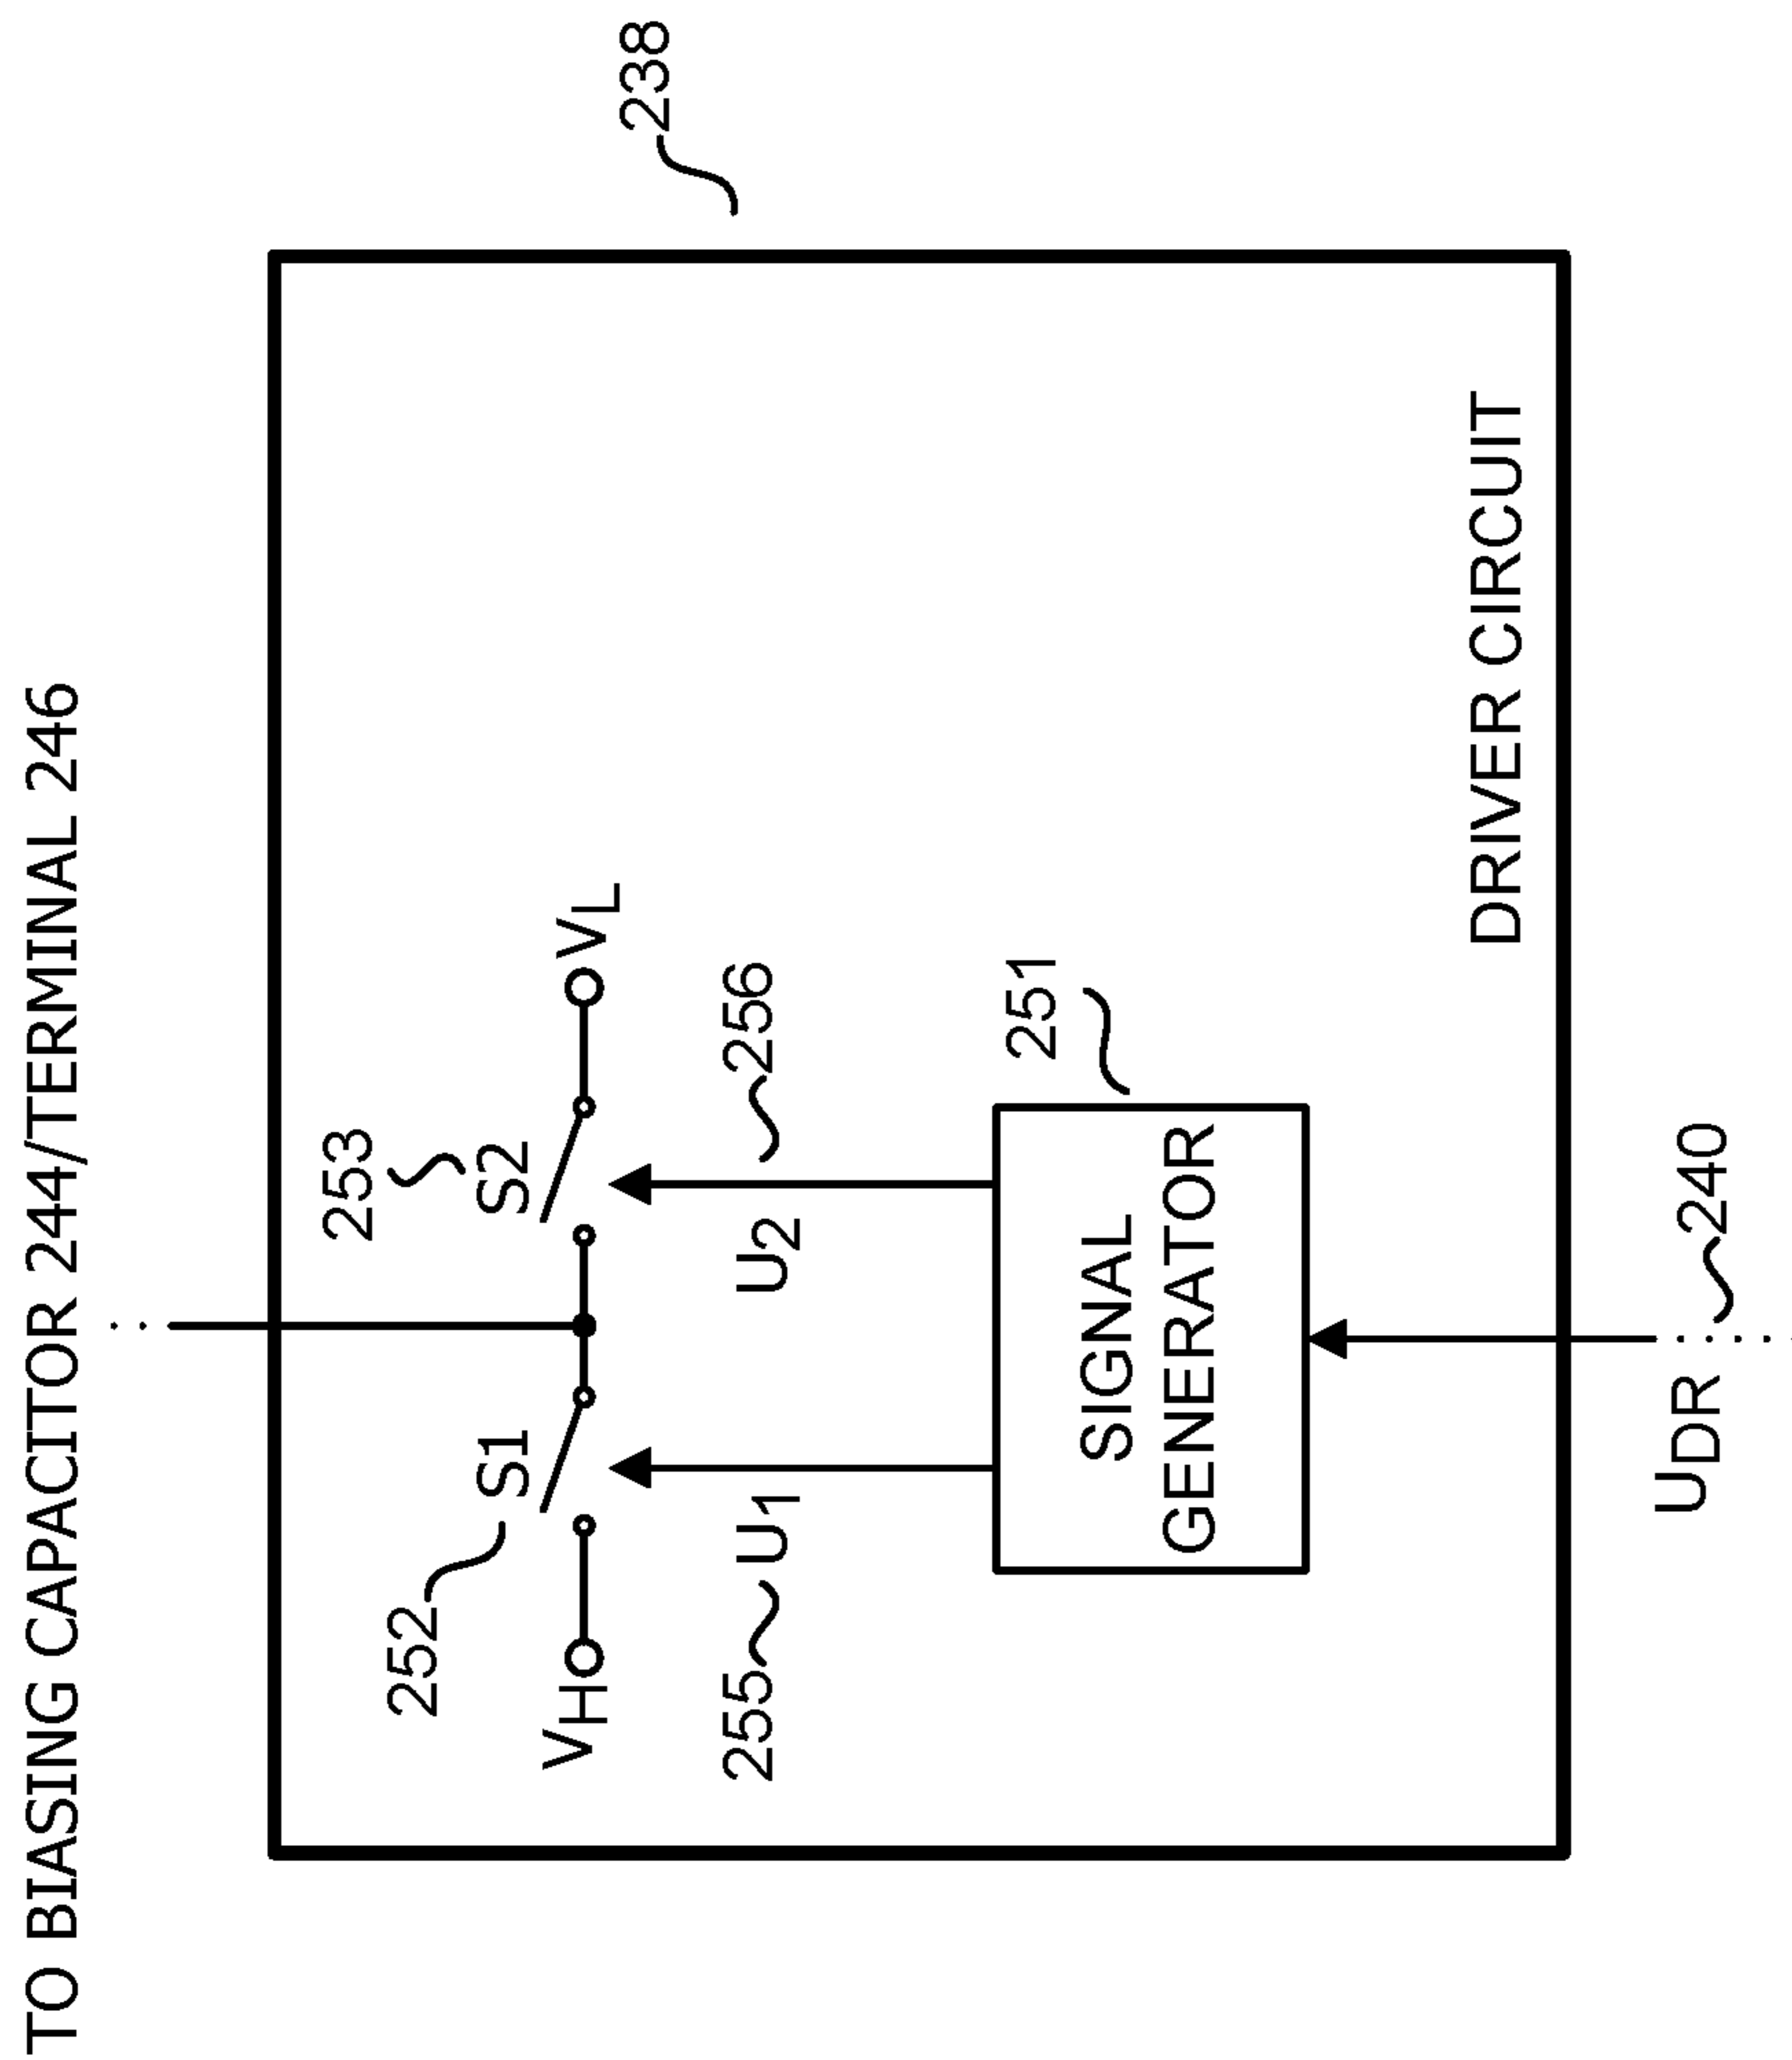 TO BIASING CAPACITOR 244/TERMINAL 246
238
253
252
S1
S2
VH
VL
255
U1
U2
256
251
SIGNAL
GENERATOR
DRIVER CIRCUIT
UDR
240